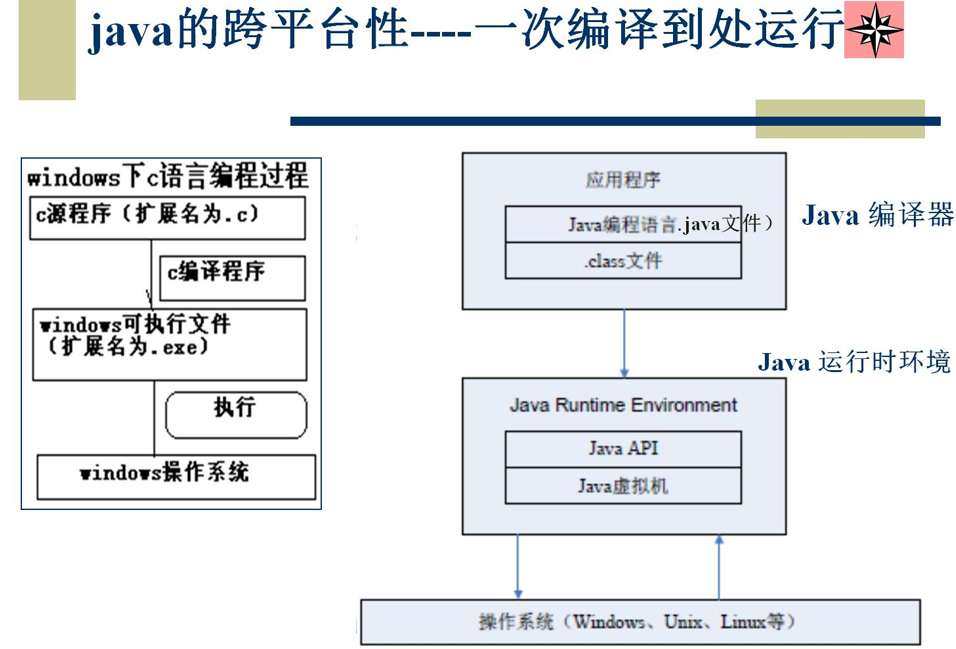 java的跨平台性----一次编译到处运行
windows下c语言编程过程
c源程序（扩展名为.c）
c编译程序
windows可执行文件
（扩展名为.exe）
执行
windows操作系统
应用程序
Java编程语言.java文件）
.class文件
Java 编译器
Java 运行时环境
Java Runtime Environment
Java API
Java虚拟机
操作系统（Windows、Unix、Linux等）